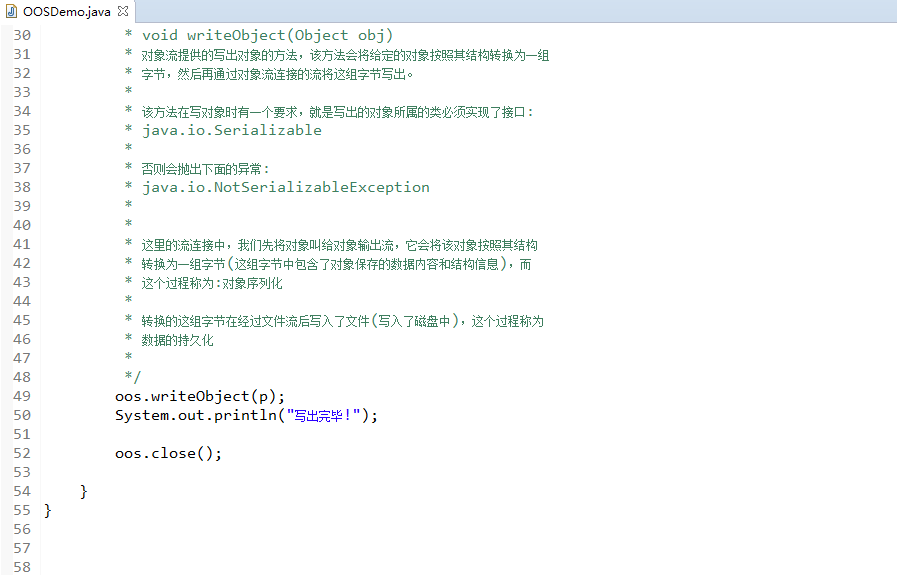 OOSDemo.java
30 * void writeObject(Object obj)
31 * 对象流提供的写出对象的方法，该方法会将给定的对象按照其结构转换为一组
32 * 字节，然后再通过对象流连接的流将这组字节写出。
33 *
34 * 该方法在写对象时有一个要求，就是写出的对象所属的类必须实现了接口：
35 * java.io.Serializable
36 *
37 * 否则会抛出下面的异常：
38 * java.io.NotSerializableException
39 *
40 *
41 * 这里的流连接中，我们先将对象叫给对象输出流，它会将该对象按照其结构
42 * 转换为一组字节(这组字节中包含了对象保存的数据内容和结构信息)，而
43 * 这个过程称为:对象序列化
44 *
45 * 转换的这组字节在经过文件流后写入了文件(写入了磁盘中)，这个过程称为
46 * 数据的持久化
47 *
48 */
49 oos.writeObject(p);
50 System.out.println("写出完毕!");
51
52 oos.close();
53
54 }
55 }
56
57
58